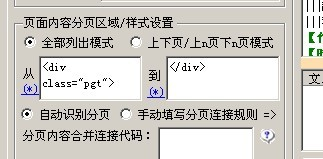 页面内容分页区域/样式设置
全部列出模式 上下页/上n页下n页模式
从 <div class="pgt"> 到 </div>
(*) (*)
自动识别分页 手动填写分页连接规则 =>
分页内容合并连接代码：